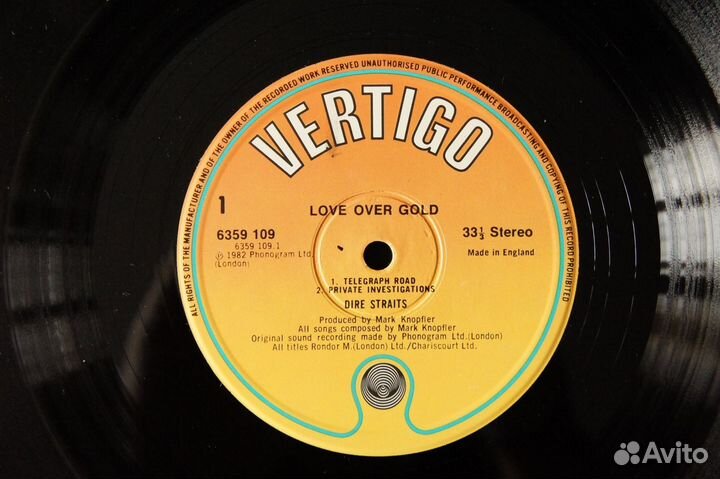 ALL RIGHTS OF THE MANUFACTURER AND OF THE OWNER OF THE RECORDED WORK RESERVED UNAUTHORISED PUBLIC PERFORMANCE BROADCASTING AND COPYING OF THIS RECORD PROHIBITED
VERTIGO
1
LOVE OVER GOLD
6359 109
33⅓ Stereo
6359 109.1
Ⓟ 1982 Phonogram Ltd.
(London)
Made in England
1. TELEGRAPH ROAD
2. PRIVATE INVESTIGATIONS
DIRE STRAITS
Produced by Mark Knopfler
All songs composed by Mark Knopfler
Original sound recording made by Phonogram Ltd.(London)
All titles Rondor M.(London) Ltd./Chariscourt Ltd.
Avito